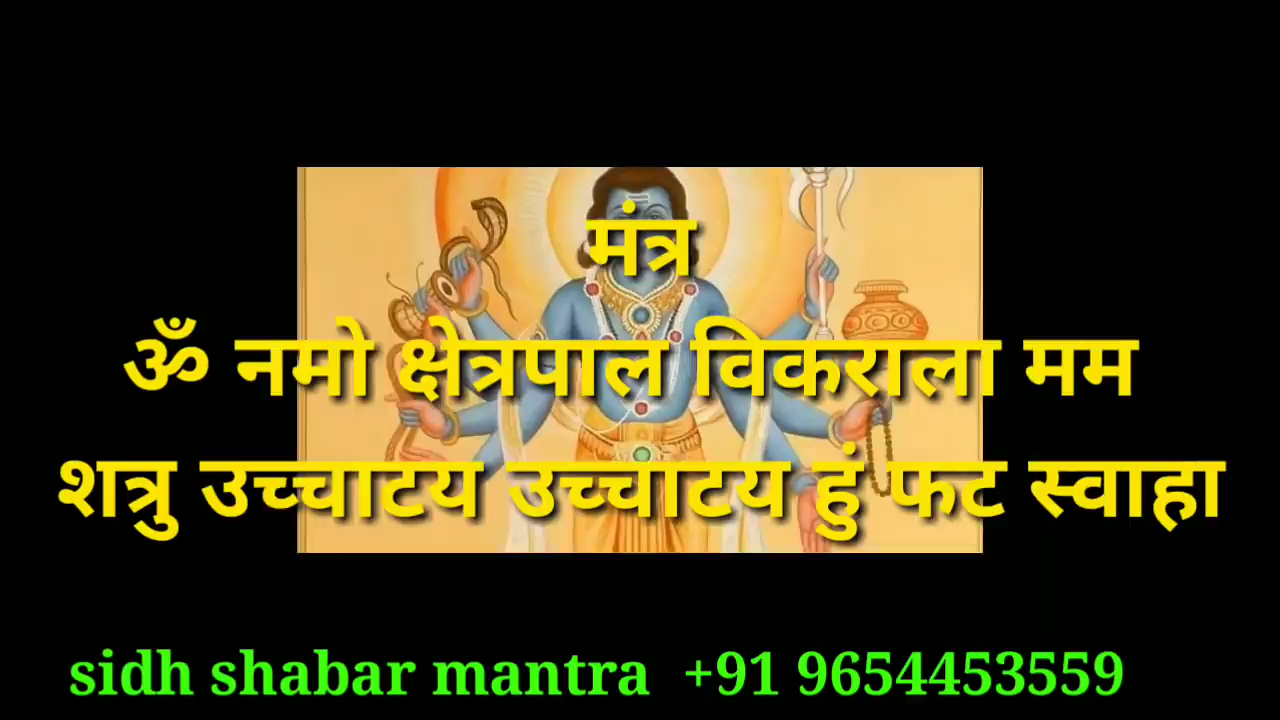 मंत्र
ॐ नमो क्षेत्रपाल विकराला मम
शत्रु उच्चाटय उच्चाटय हुं फट स्वाहा
sidh shabar mantra +91 9654453559